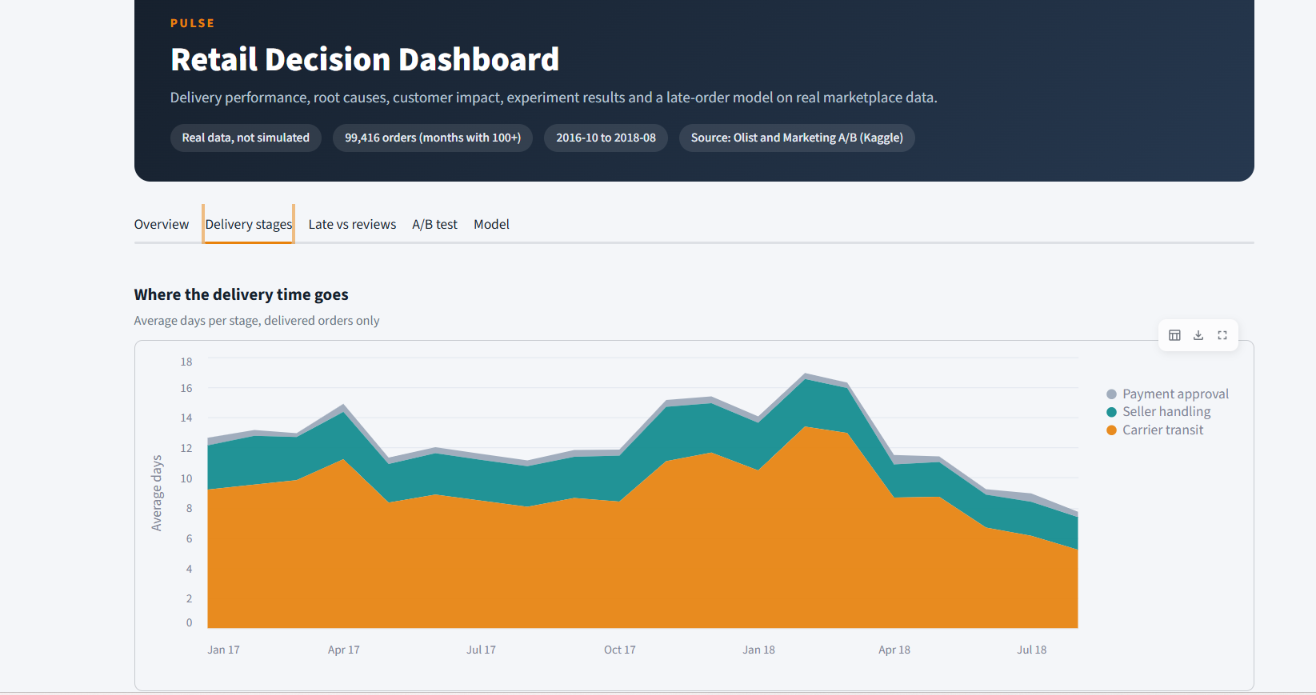 PULSE
Retail Decision Dashboard
Delivery performance, root causes, customer impact, experiment results and a late-order model on real marketplace data.
Real data, not simulated 99,416 orders (months with 100+) 2016-10 to 2018-08 Source: Olist and Marketing A/B (Kaggle)
Overview Delivery stages Late vs reviews A/B test Model
Where the delivery time goes
Average days per stage, delivered orders only
18
16
14
12
10
8
6
4
2
0
Average days
Jan 17 Apr 17 Jul 17 Oct 17 Jan 18 Apr 18 Jul 18
Payment approval
Seller handling
Carrier transit